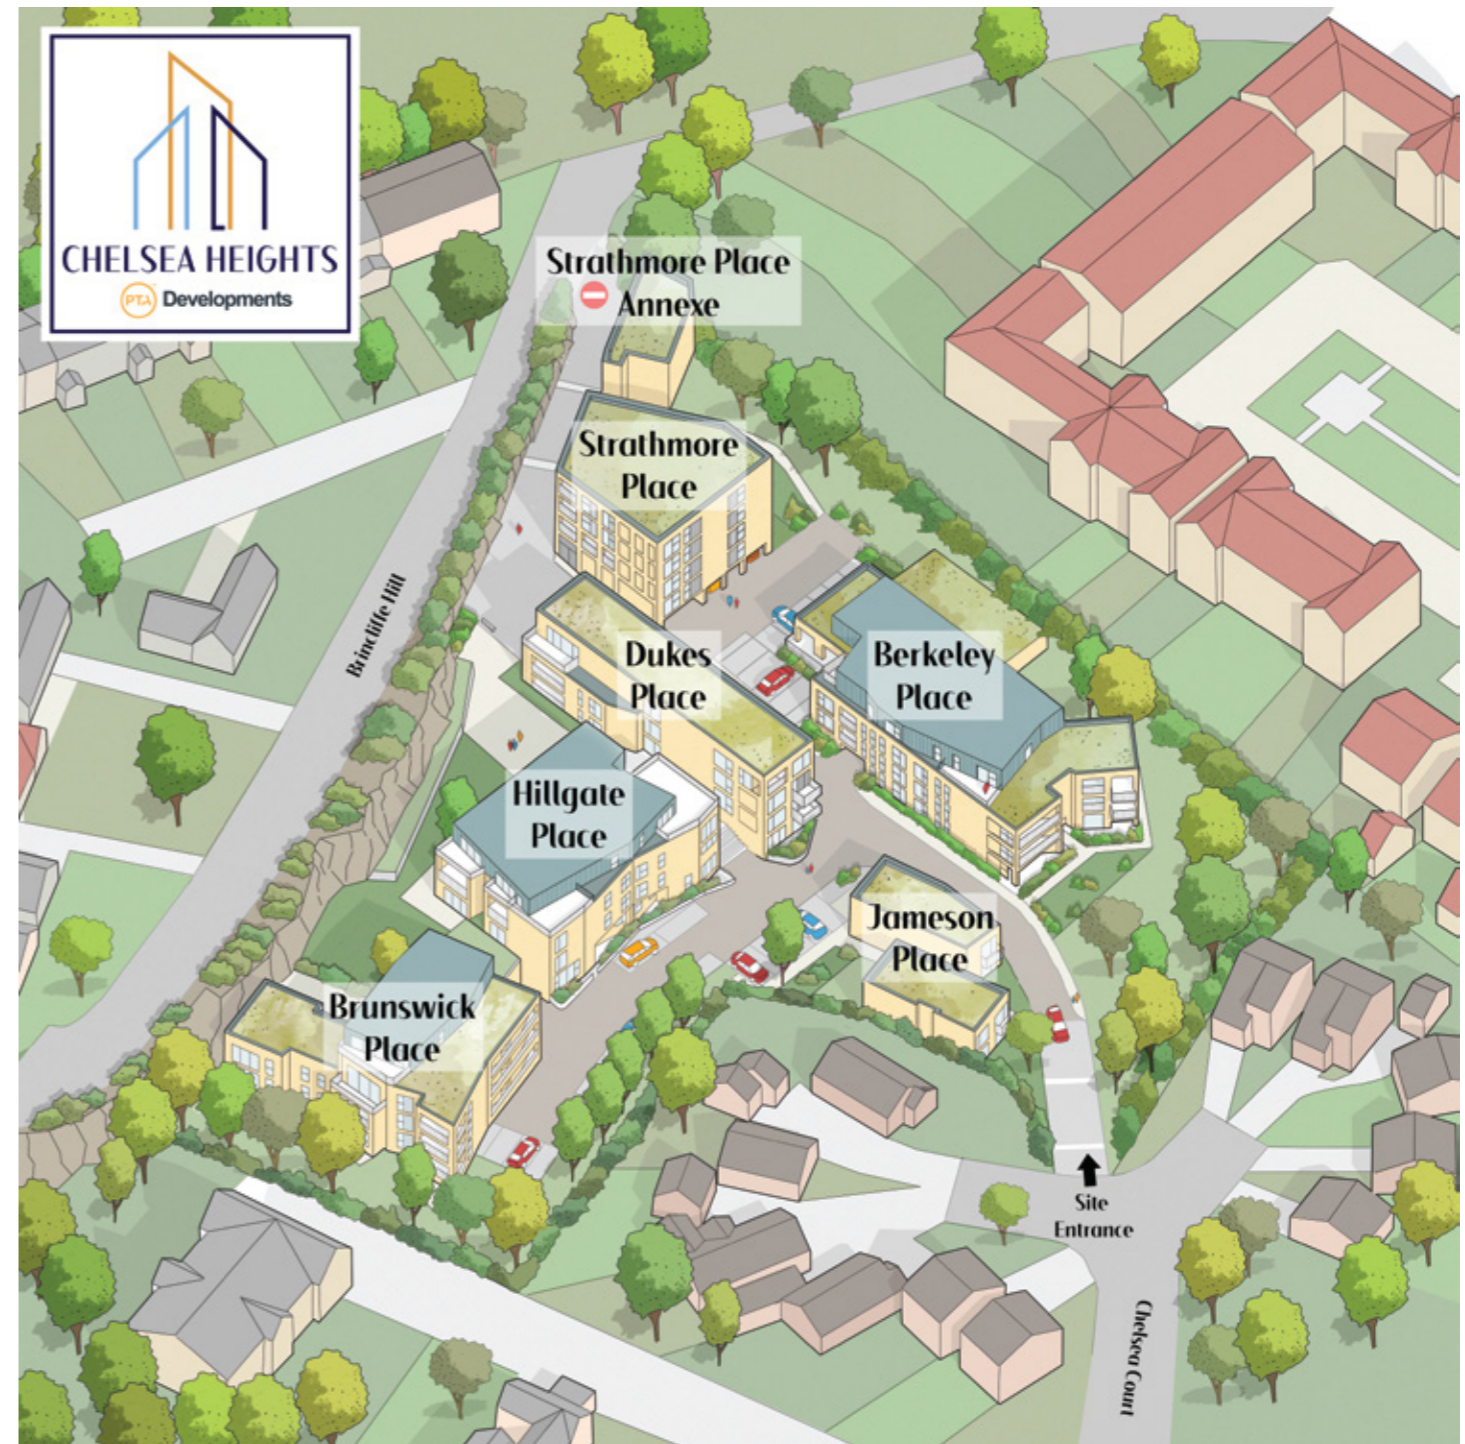 CHELSEA HEIGHTS
PTA Developments
Strathmore Place
Annexe
Strathmore
Place
Brincliffe Hill
Dukes
Place
Berkeley
Place
Hillgate
Place
Jameson
Place
Brunswick
Place
Site
Entrance
Chelsea Court